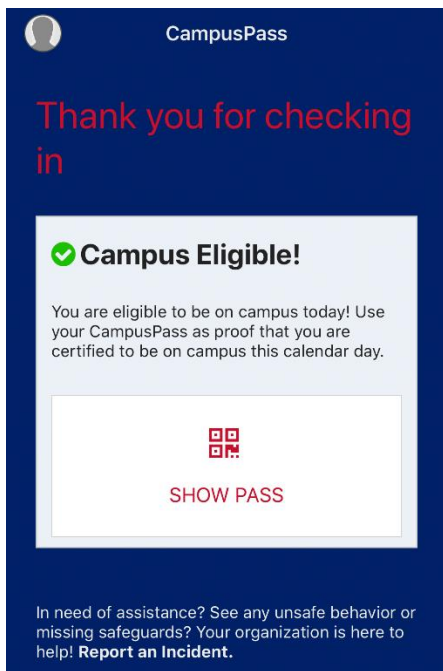 CampusPass
Thank you for checking
in
Campus Eligible!
You are eligible to be on campus today! Use
your CampusPass as proof that you are
certified to be on campus this calendar day.
SHOW PASS
In need of assistance? See any unsafe behavior or
missing safeguards? Your organization is here to
help! Report an Incident.